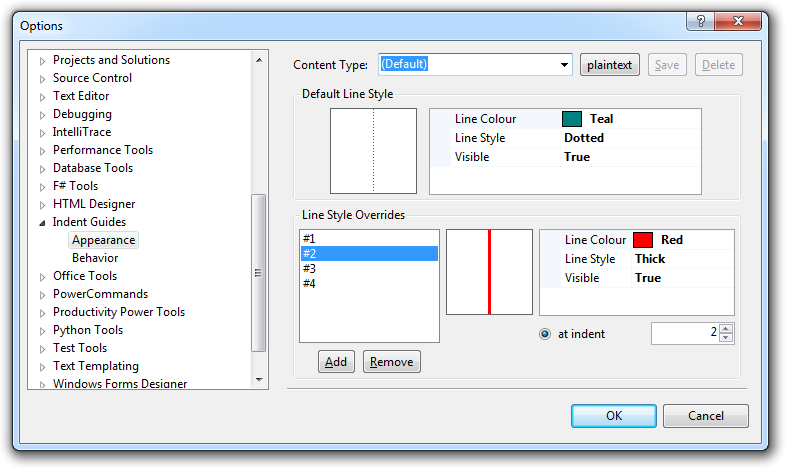 Options
?
Projects and Solutions
Source Control
Text Editor
Debugging
IntelliTrace
Performance Tools
Database Tools
F# Tools
HTML Designer
Indent Guides
Appearance
Behavior
Office Tools
PowerCommands
Productivity Power Tools
Python Tools
Test Tools
Text Templating
Windows Forms Designer
Content Type: (Default) plaintext Save Delete
Default Line Style
Line Colour Teal
Line Style Dotted
Visible True
Line Style Overrides
#1
#2
#3
#4
Line Colour Red
Line Style Thick
Visible True
at indent 2
Add Remove
OK Cancel